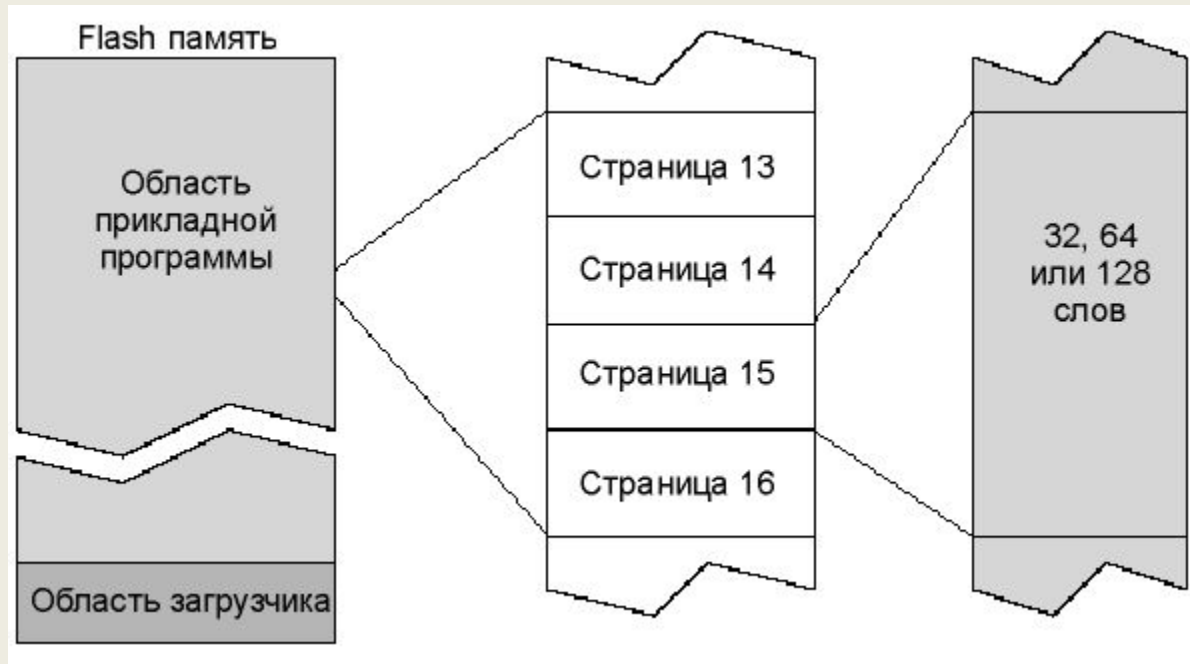 Flash память
Область
прикладной
программы
Область загрузчика
Страница 13
Страница 14
Страница 15
Страница 16
32, 64
или 128
слов